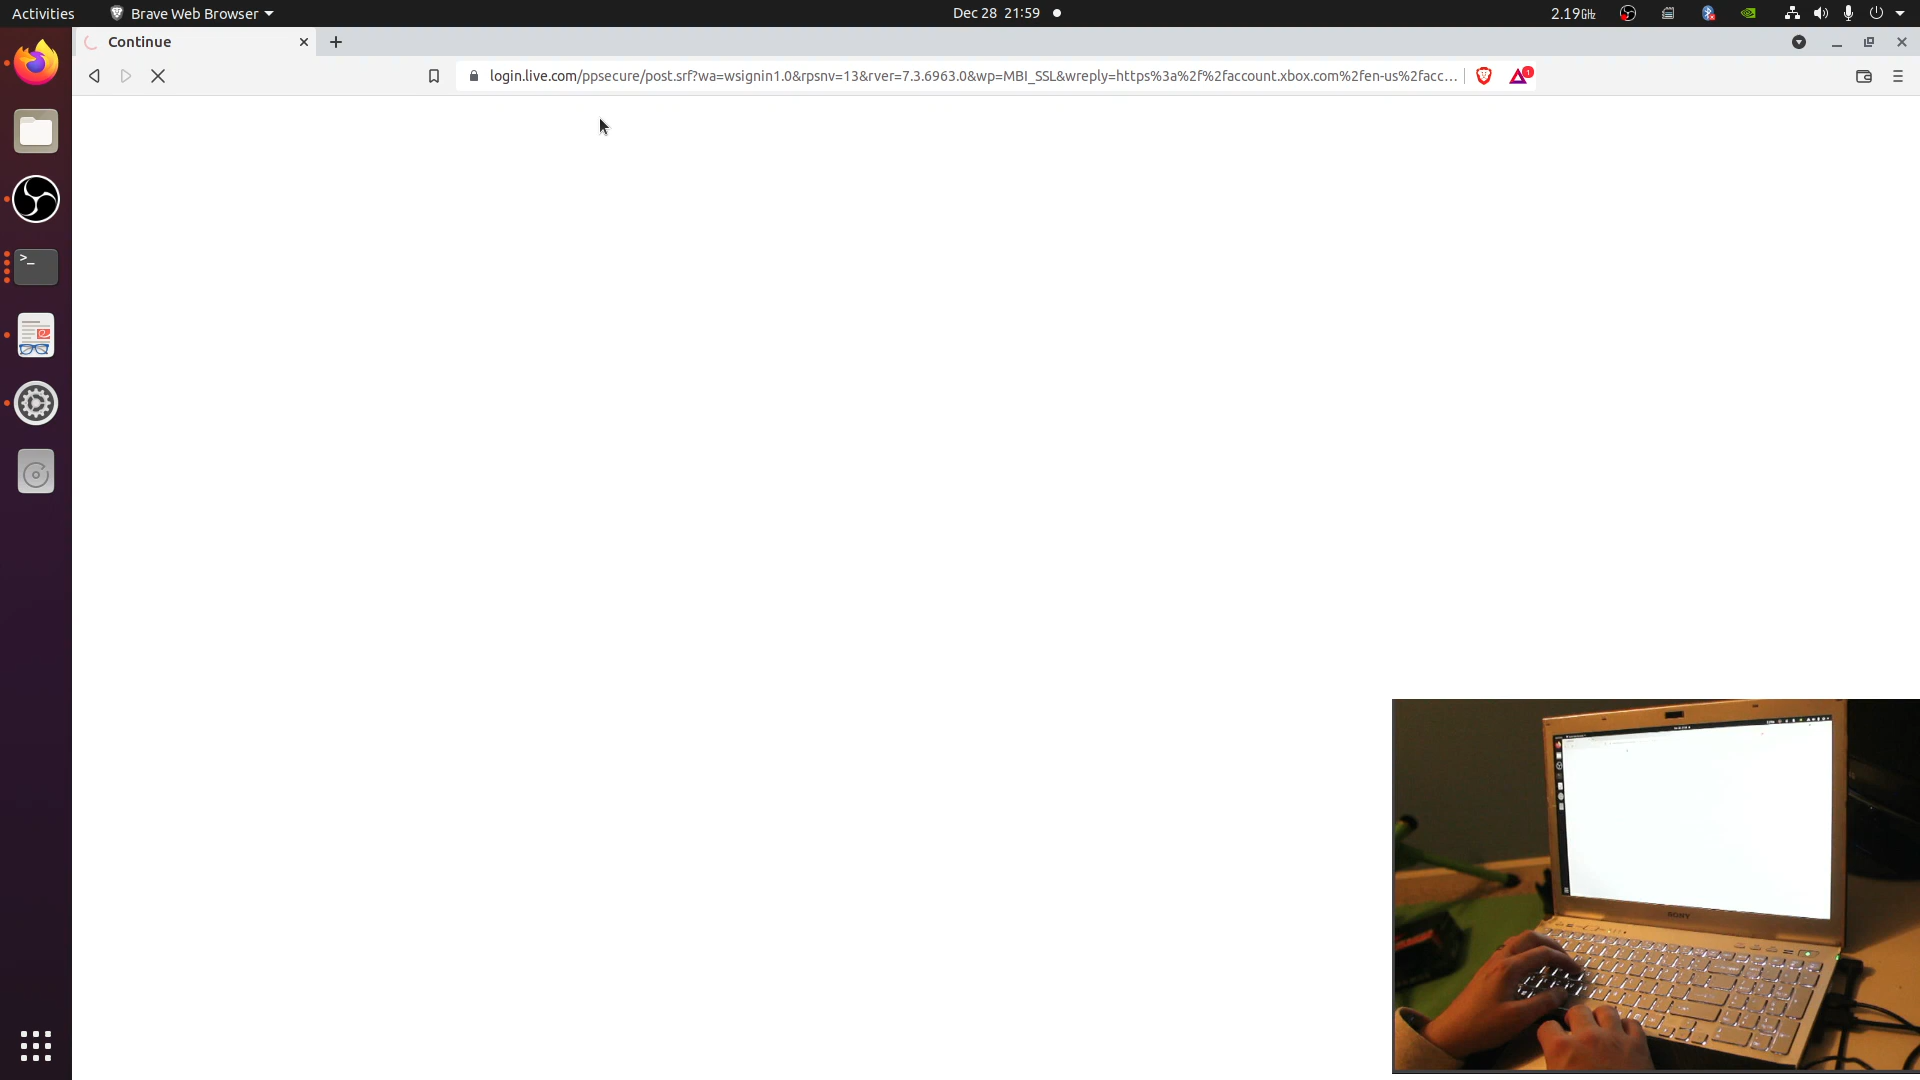 Activities
Brave Web Browser
Dec 28 21:59
2.19GHz
Continue
login.live.com/ppsecure/post.srf?wa=wsignin1.0&rpsnv=13&rver=7.3.6963.0&wp=MBI_SSL&wreply=https%3a%2f%2faccount.xbox.com%2fen-us%2facc...
1
>_
SONY